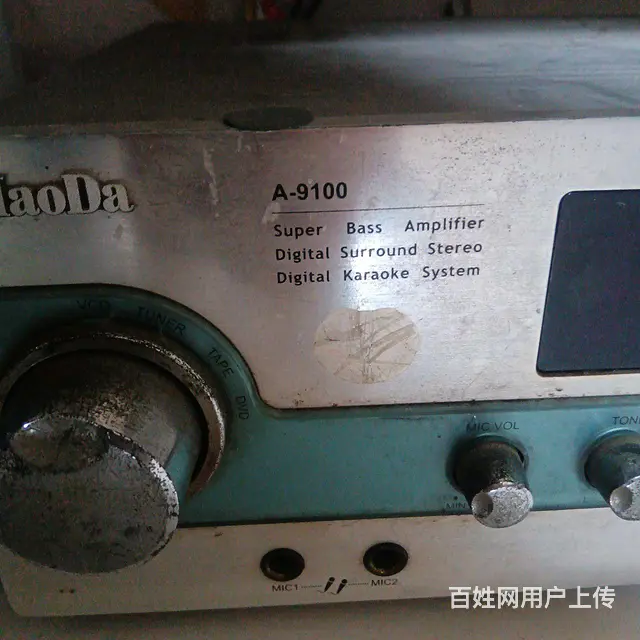 A-9100
Super Bass Amplifier
Digital Surround Stereo
Digital Karaoke System
VCD TUNER TAPE DVD
MIC VOL
MIN
MIC1
MIC2
百姓网用户上传